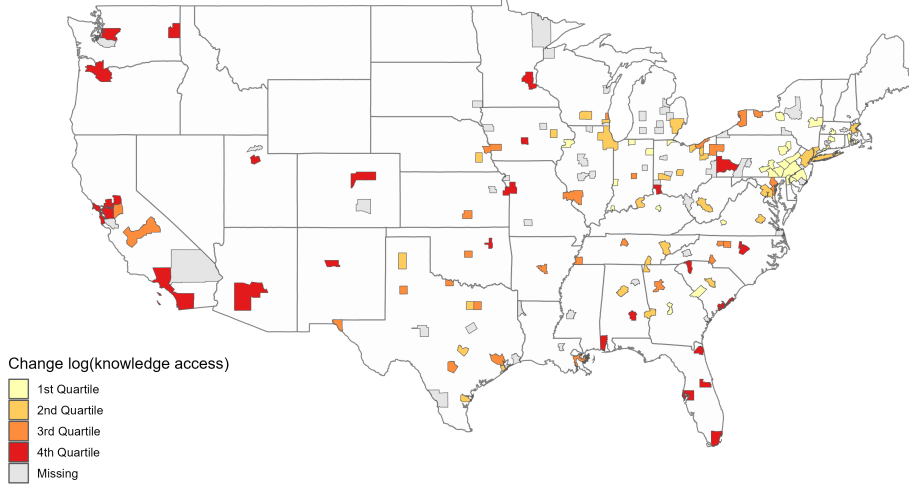 Change log(knowledge access)
1st Quartile
2nd Quartile
3rd Quartile
4th Quartile
Missing